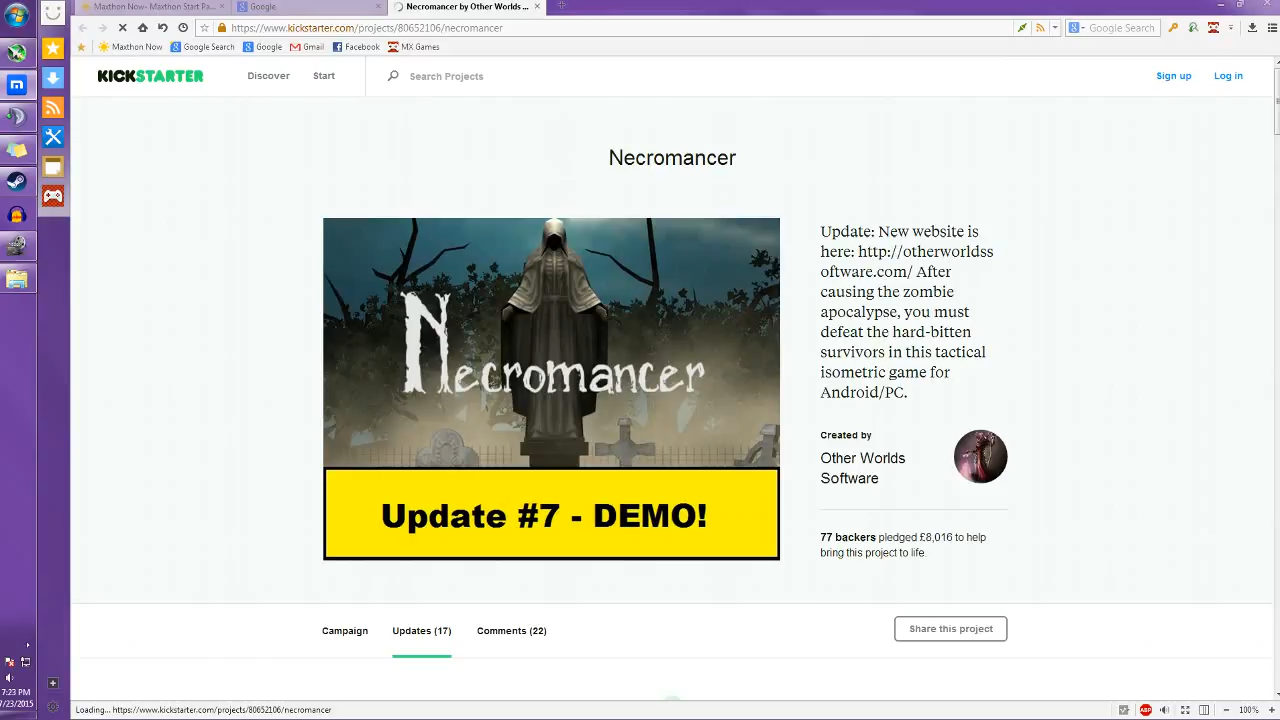 Maxthon Now- Maxthon Start Pa...
Google
Necromancer by Other Worlds ...
https://www.kickstarter.com/projects/80652106/necromancer
Google Search
Maxthon Now
Google Search
Google
Gmail
Facebook
MX Games
KICKSTARTER
Discover
Start
Search Projects
Sign up
Log in
Necromancer
Necromancer
Update #7 - DEMO!
Update: New website is
here: http://otherworldss
oftware.com/ After
causing the zombie
apocalypse, you must
defeat the hard-bitten
survivors in this tactical
isometric game for
Android/PC.
Created by
Other Worlds
Software
77 backers pledged £8,016 to help
bring this project to life.
Campaign
Updates (17)
Comments (22)
Share this project
7:23 PM
7/23/2015
Loading... https://www.kickstarter.com/projects/80652106/necromancer
ABP
100%